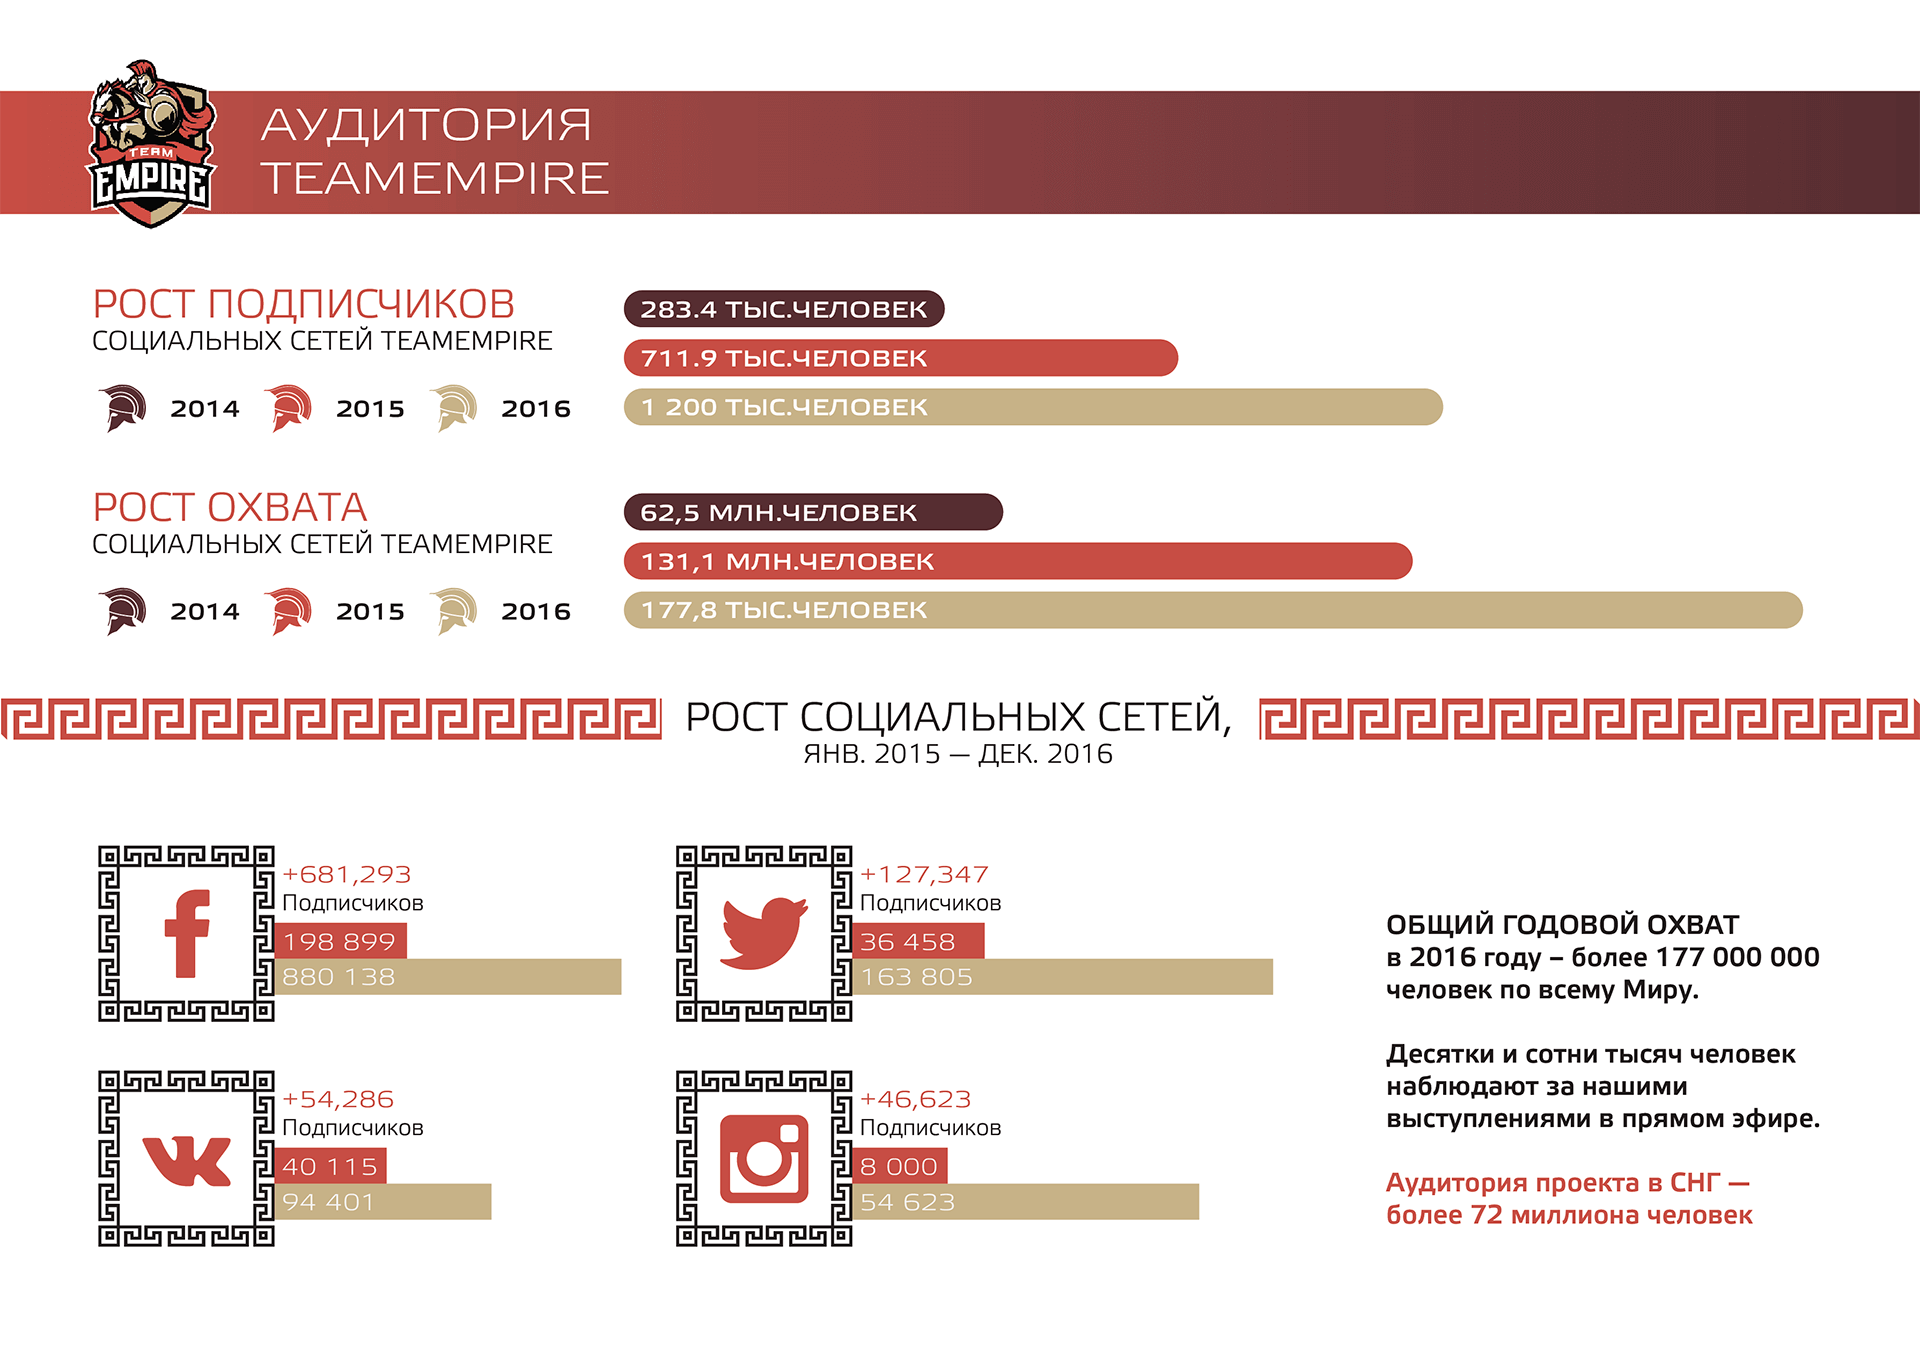 TEAM
EMPIRE
АУДИТОРИЯ
TEAMEMPIRE
РОСТ ПОДПИСЧИКОВ
СОЦИАЛЬНЫХ СЕТЕЙ TEAMEMPIRE
2014 2015 2016
283.4 ТЫС.ЧЕЛОВЕК
711.9 ТЫС.ЧЕЛОВЕК
1 200 ТЫС.ЧЕЛОВЕК
РОСТ ОХВАТА
СОЦИАЛЬНЫХ СЕТЕЙ TEAMEMPIRE
2014 2015 2016
62,5 МЛН.ЧЕЛОВЕК
131,1 МЛН.ЧЕЛОВЕК
177,8 ТЫС.ЧЕЛОВЕК
РОСТ СОЦИАЛЬНЫХ СЕТЕЙ,
ЯНВ. 2015 — ДЕК. 2016
+681,293
Подписчиков
198 899
880 138
+127,347
Подписчиков
36 458
163 805
+54,286
Подписчиков
40 115
94 401
+46,623
Подписчиков
8 000
54 623
ОБЩИЙ ГОДОВОЙ ОХВАТ
в 2016 году – более 177 000 000
человек по всему Миру.
Десятки и сотни тысяч человек
наблюдают за нашими
выступлениями в прямом эфире.
Аудитория проекта в СНГ —
более 72 миллиона человек